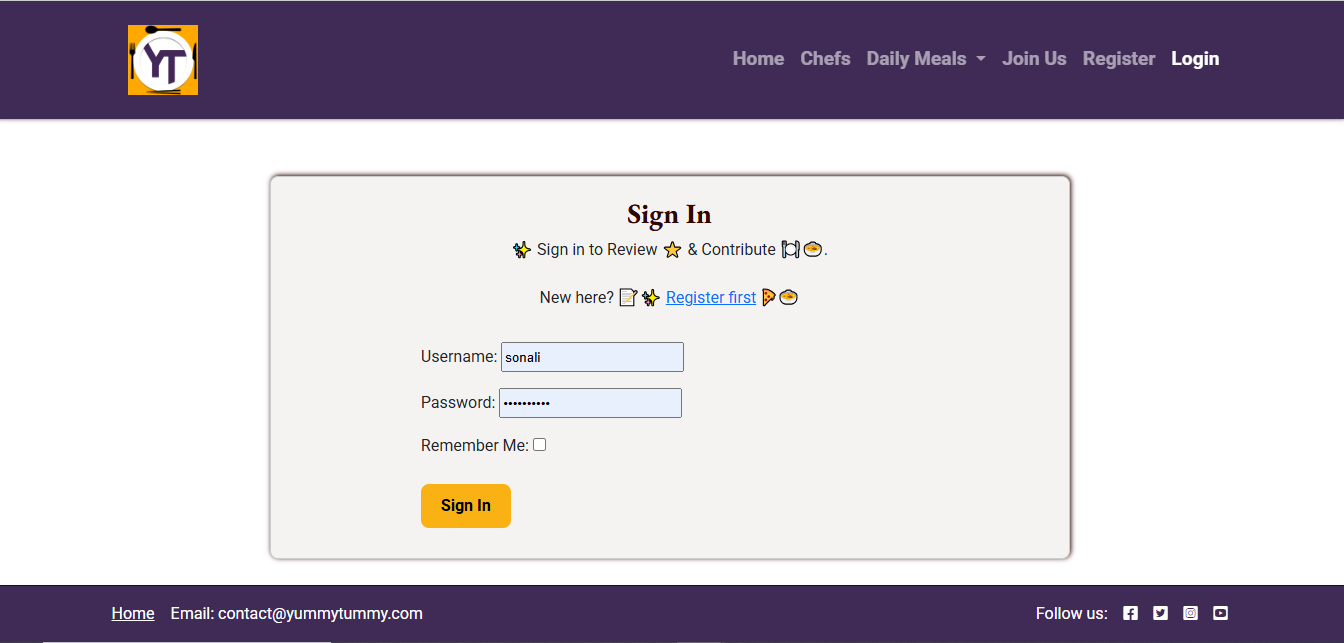 YT
Home Chefs Daily Meals Join Us Register Login
Sign In
✨ Sign in to Review ⭐ & Contribute 🍽️🍲.
New here? 📝✨ Register first 🍕🍲
Username: sonali
Password: ••••••••••
Remember Me:
Sign In
Home Email: contact@yummytummy.com Follow us: